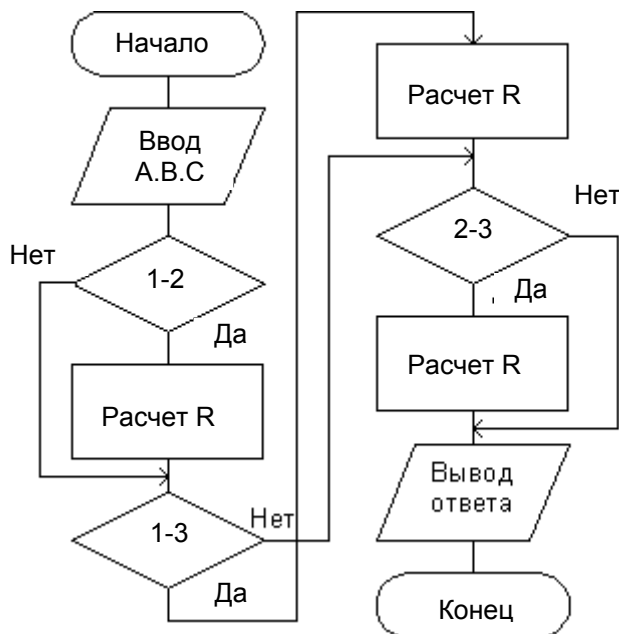 Начало
Ввод
A.B.C
Нет
1-2
Да
Расчет R
1-3
Нет
Да
Расчет R
Нет
2-3
Да
Расчет R
Вывод
ответа
Конец